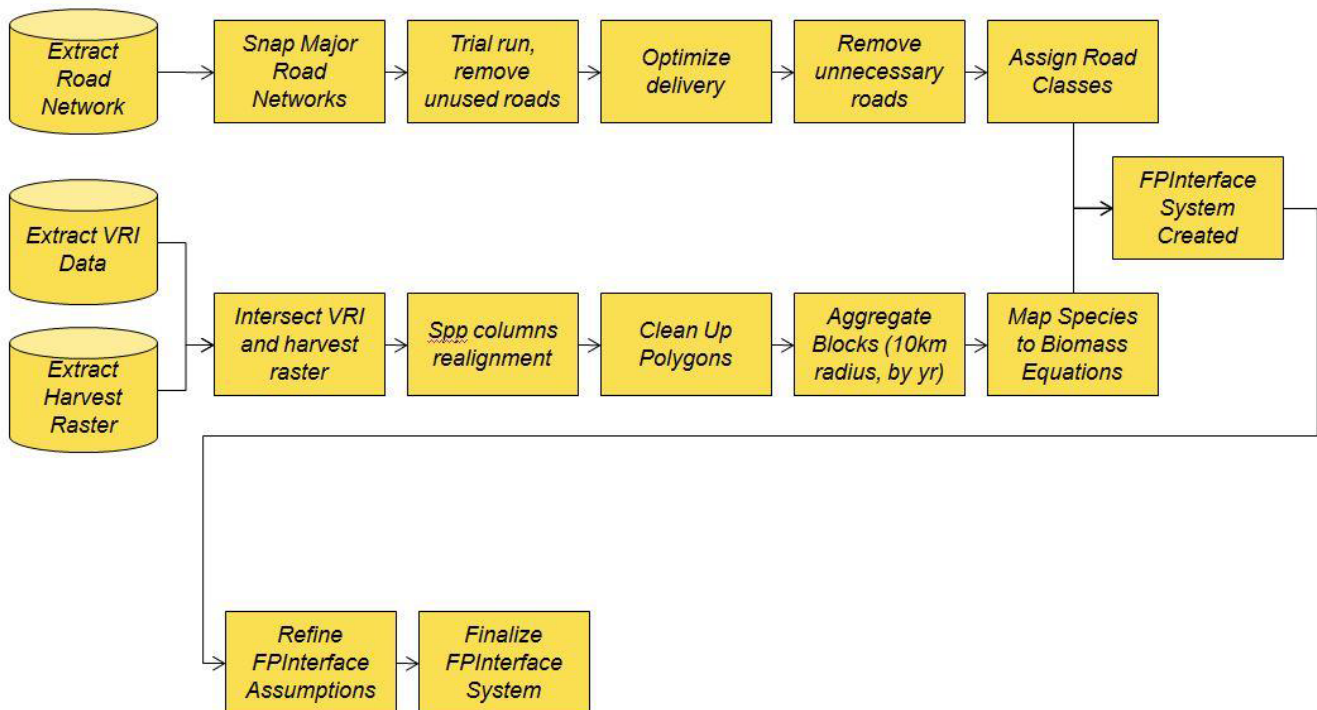 Extract
Road
Network
Snap Major
Road
Networks
Trial run,
remove
unused roads
Optimize
delivery
Remove
unnecessary
roads
Assign Road
Classes
FPInterface
System
Created
Extract VRI
Data
Extract
Harvest
Raster
Intersect VRI
and harvest
raster
Spp columns
realignment
Clean Up
Polygons
Aggregate
Blocks (10km
radius, by yr)
Map Species
to Biomass
Equations
Refine
FPInterface
Assumptions
Finalize
FPInterface
System